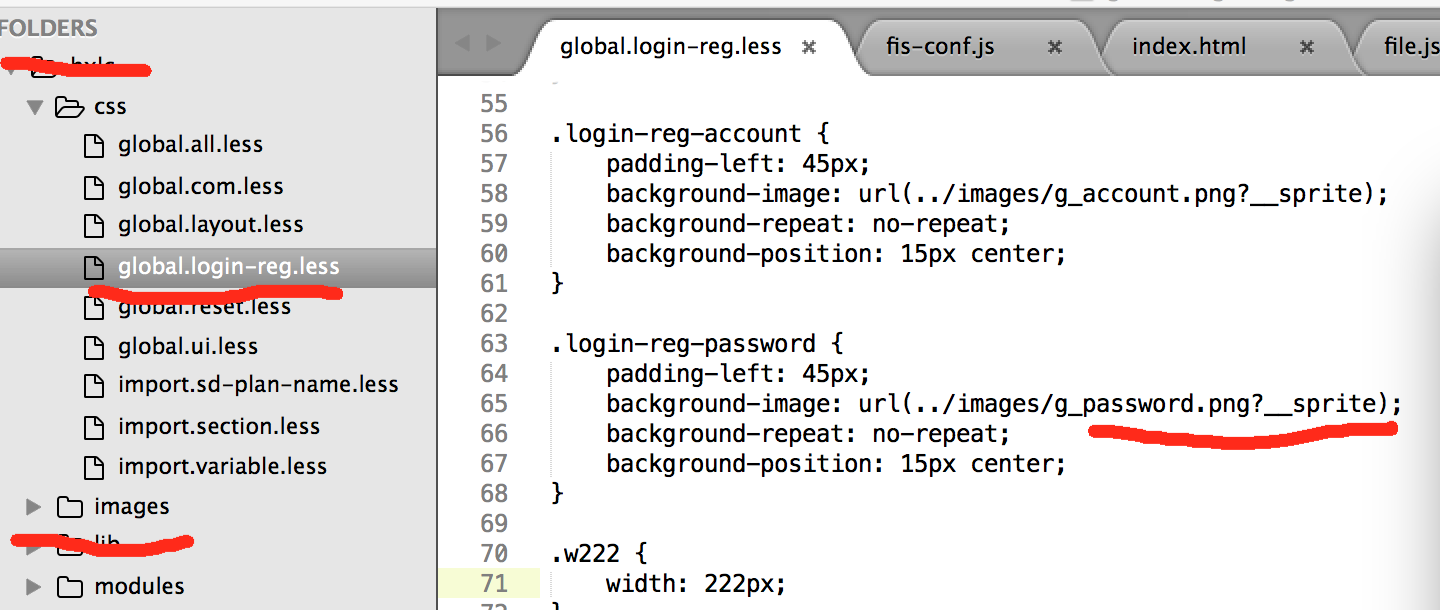 FOLDERS
css
global.all.less
global.com.less
global.layout.less
global.login-reg.less
global.reset.less
global.ui.less
import.sd-plan-name.less
import.section.less
import.variable.less
images
lib
modules
global.login-reg.less ×
fis-conf.js ×
index.html ×
file.js
55
56 .login-reg-account {
57 padding-left: 45px;
58 background-image: url(../images/g_account.png?__sprite);
59 background-repeat: no-repeat;
60 background-position: 15px center;
61 }
62
63 .login-reg-password {
64 padding-left: 45px;
65 background-image: url(../images/g_password.png?__sprite);
66 background-repeat: no-repeat;
67 background-position: 15px center;
68 }
69
70 .w222 {
71 width: 222px;
72 }